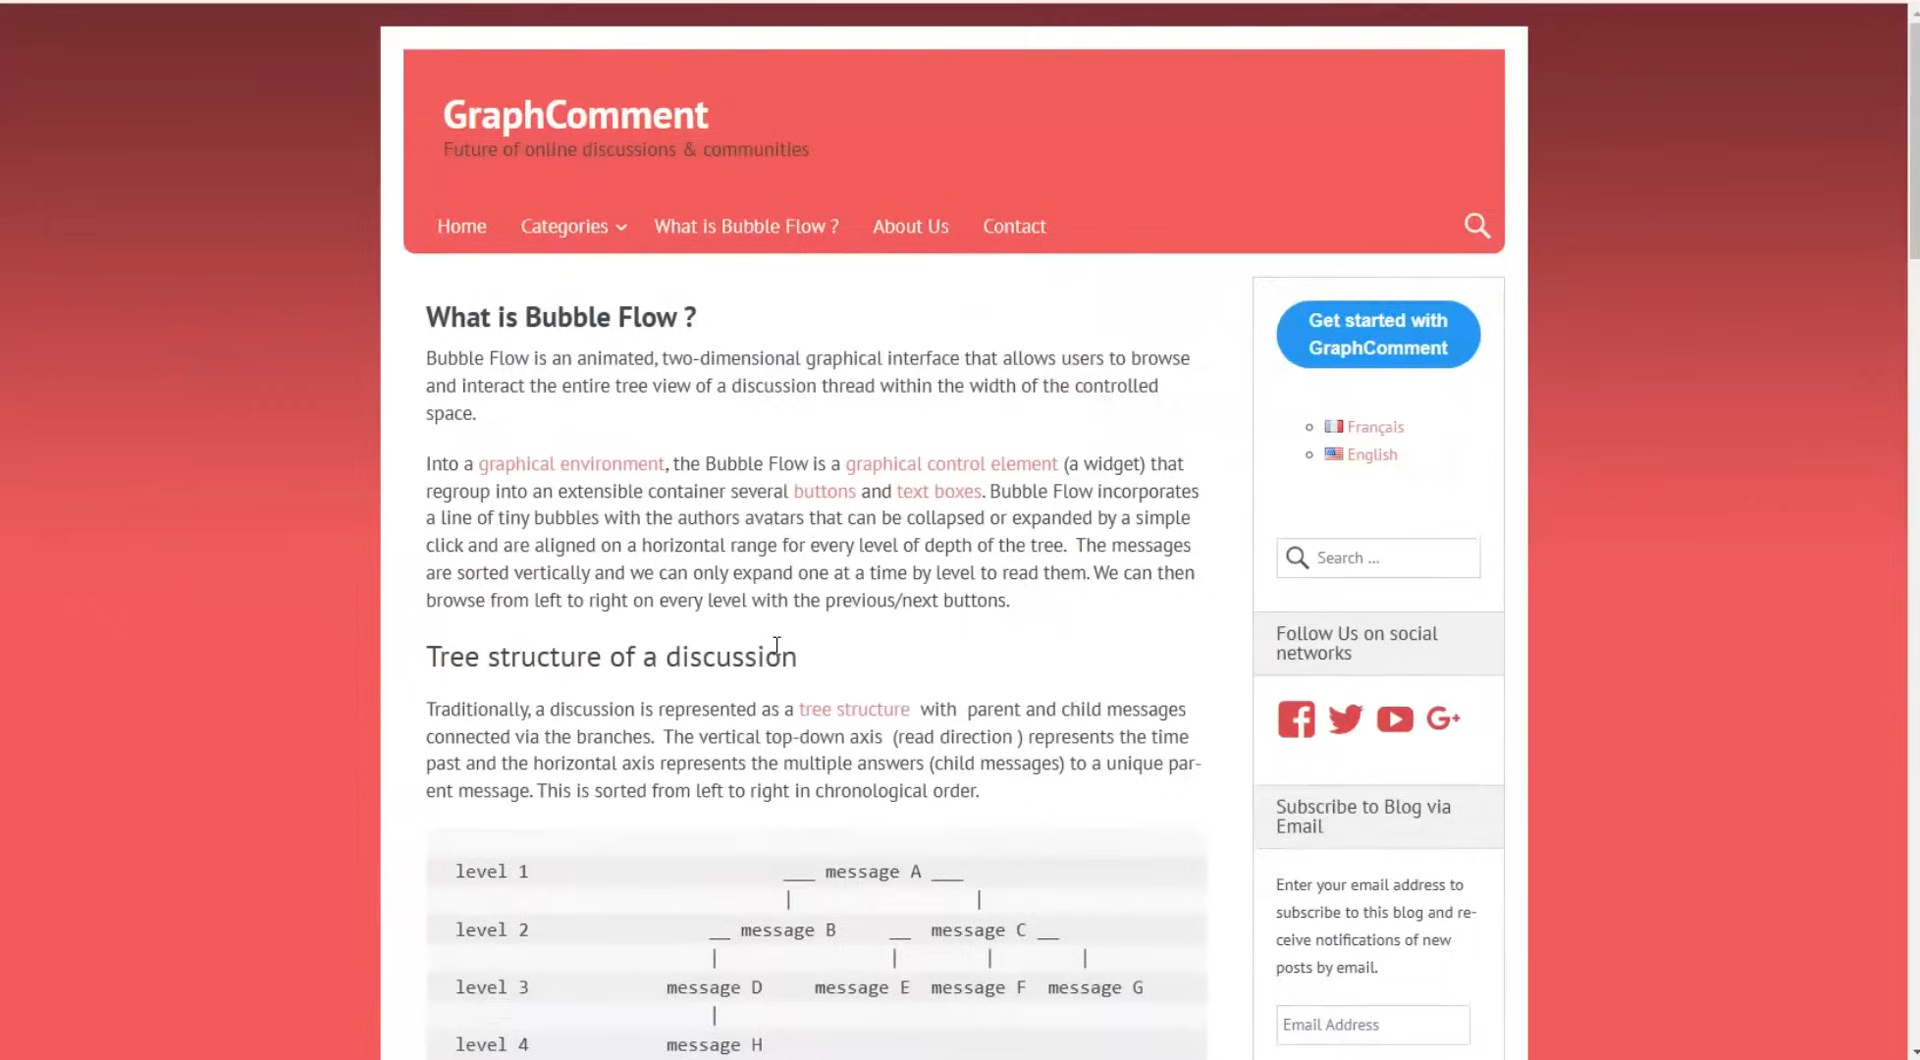 GraphComment
Future of online discussions & communities
Home Categories What is Bubble Flow ? About Us Contact
What is Bubble Flow ?
Bubble Flow is an animated, two-dimensional graphical interface that allows users to browse
and interact the entire tree view of a discussion thread within the width of the controlled
space.
Into a graphical environment, the Bubble Flow is a graphical control element (a widget) that
regroup into an extensible container several buttons and text boxes. Bubble Flow incorporates
a line of tiny bubbles with the authors avatars that can be collapsed or expanded by a simple
click and are aligned on a horizontal range for every level of depth of the tree.  The messages
are sorted vertically and we can only expand one at a time by level to read them. We can then
browse from left to right on every level with the previous/next buttons.
Tree structure of a discussion
Traditionally, a discussion is represented as a tree structure  with  parent and child messages
connected via the branches.  The vertical top-down axis  (read direction ) represents the time
past and the horizontal axis represents the multiple answers (child messages) to a unique par-
ent message. This is sorted from left to right in chronological order.
level 1 ___ message A ___
| |
level 2 __ message B __ message C __
| | | |
level 3 message D message E message F message G
|
level 4 message H
Get started with
GraphComment
Français
English
Search ...
Follow Us on social
networks
Subscribe to Blog via
Email
Enter your email address to
subscribe to this blog and re-
ceive notifications of new
posts by email.
Email Address